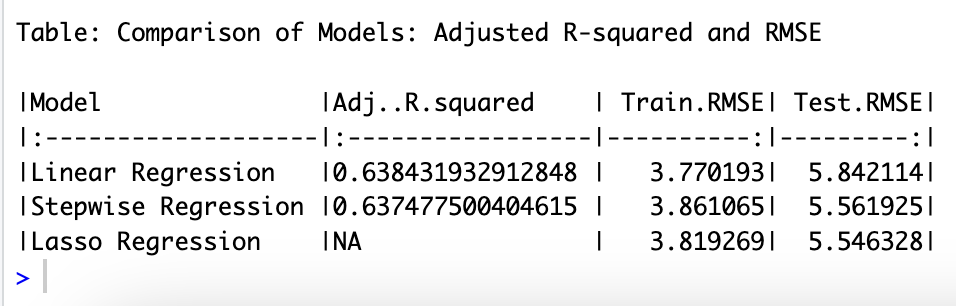 Table: Comparison of Models: Adjusted R-squared and RMSE
|Model               |Adj..R.squared    | Train.RMSE| Test.RMSE|
|:-------------------|:-----------------|----------:|---------:|
|Linear Regression   |0.638431932912848 |   3.770193|  5.842114|
|Stepwise Regression |0.637477500404615 |   3.861065|  5.561925|
|Lasso Regression    |NA                |   3.819269|  5.546328|
>